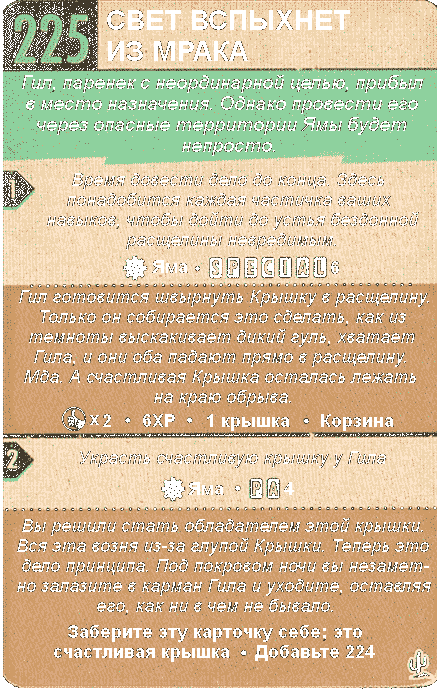 225
СВЕТ ВСПЫХНЕТ
ИЗ МРАКА
Гил, паренек с неординарной целью, прибыл
в место назначения. Однако провести его
через опасные территории Ямы будет
непросто.
1
Время довести дело до конца. Здесь
понадобится каждая частичка ваших
навыков, чтобы дойти до устья бездонной
расщелины невредимым.
Яма • SPECIAL 6
Гил готовится швырнуть Крышку в расщелину.
Только он собирается это сделать, как из
темноты выскакивает дикий гуль, хватает
Гила, и они оба падают прямо в расщелину.
Мда. А счастливая Крышка осталась лежать
на краю обрыва.
X2 • 6XP • 1 крышка • Корзина
2
Украсть счастливую крышку у Гила
Яма • PA 4
Вы решили стать обладателем этой крышки.
Вся эта возня из-за глупой Крышки. Теперь это
дело принципа. Под покровом ночи вы незамет-
но залазите в карман Гила и уходите, оставляя
его, как ни в чем не бывало.
Заберите эту карточку себе: это
счастливая крышка • Добавьте 224